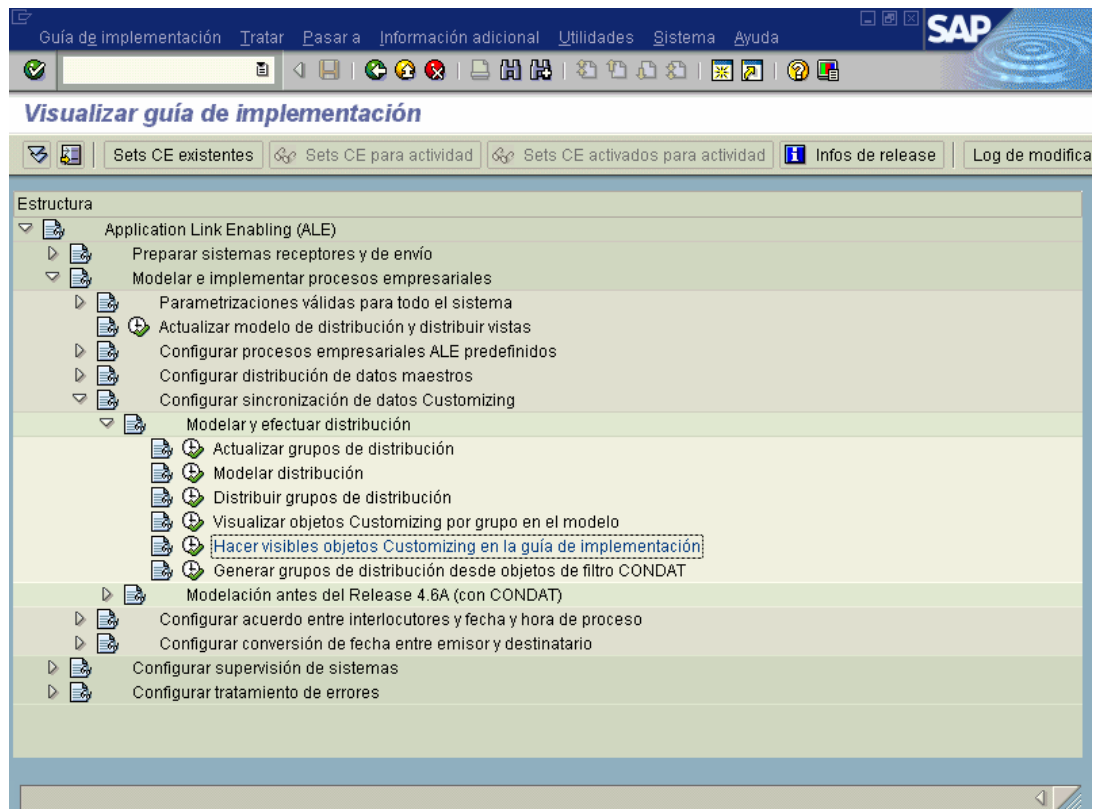 Guía de implementación Tratar Pasar a Información adicional Utilidades Sistema Ayuda
SAP
Visualizar guía de implementación
Sets CE existentes Sets CE para actividad Sets CE activados para actividad Infos de release Log de modifica
Estructura
Application Link Enabling (ALE)
Preparar sistemas receptores y de envío
Modelar e implementar procesos empresariales
Parametrizaciones válidas para todo el sistema
Actualizar modelo de distribución y distribuir vistas
Configurar procesos empresariales ALE predefinidos
Configurar distribución de datos maestros
Configurar sincronización de datos Customizing
Modelar y efectuar distribución
Actualizar grupos de distribución
Modelar distribución
Distribuir grupos de distribución
Visualizar objetos Customizing por grupo en el modelo
Hacer visibles objetos Customizing en la guía de implementación
Generar grupos de distribución desde objetos de filtro CONDAT
Modelación antes del Release 4.6A (con CONDAT)
Configurar acuerdo entre interlocutores y fecha y hora de proceso
Configurar conversión de fecha entre emisor y destinatario
Configurar supervisión de sistemas
Configurar tratamiento de errores